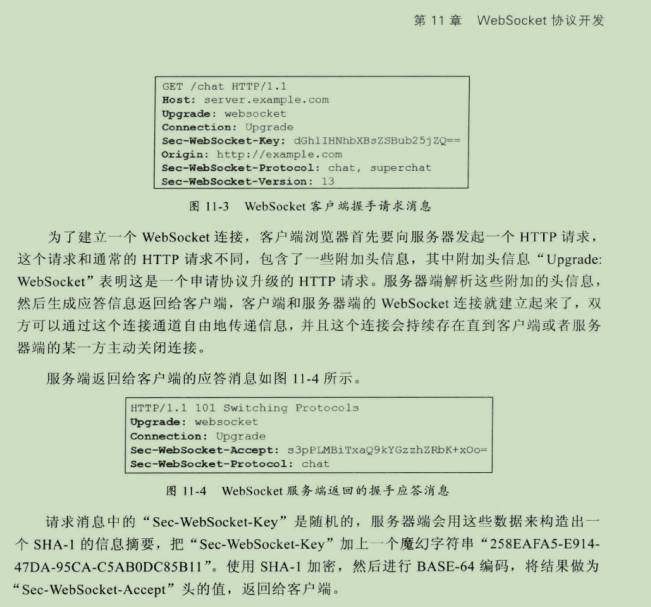 第 11 章 WebSocket 协议开发
GET /chat HTTP/1.1
Host: server.example.com
Upgrade: websocket
Connection: Upgrade
Sec-WebSocket-Key: dGhlIHNhbXBsZSBub25jZQ==
Origin: http://example.com
Sec-WebSocket-Protocol: chat, superchat
Sec-WebSocket-Version: 13
图 11-3 WebSocket 客户端握手请求消息
为了建立一个 WebSocket 连接，客户端浏览器首先要向服务器发起一个 HTTP 请求，
这个请求和通常的 HTTP 请求不同，包含了一些附加头信息，其中附加头信息“Upgrade:
WebSocket”表明这是一个申请协议升级的 HTTP 请求。服务器端解析这些附加的头信息，
然后生成应答信息返回给客户端，客户端和服务器端的 WebSocket 连接就建立起来了，双
方可以通过这个连接通道自由地传递信息，并且这个连接会持续存在直到客户端或者服务
器端的某一方主动关闭连接。
服务端返回给客户端的应答消息如图 11-4 所示。
HTTP/1.1 101 Switching Protocols
Upgrade: websocket
Connection: Upgrade
Sec-WebSocket-Accept: s3pPLMBiTxaQ9kYGzzhZRbK+xOo=
Sec-WebSocket-Protocol: chat
图 11-4 WebSocket 服务端返回的握手应答消息
请求消息中的“Sec-WebSocket-Key”是随机的，服务器端会用这些数据来构造出一
个 SHA-1 的信息摘要，把“Sec-WebSocket-Key”加上一个魔幻字符串“258EAFA5-E914-
47DA-95CA-C5AB0DC85B11”。使用 SHA-1 加密，然后进行 BASE-64 编码，将结果做为
“Sec-WebSocket-Accept”头的值，返回给客户端。